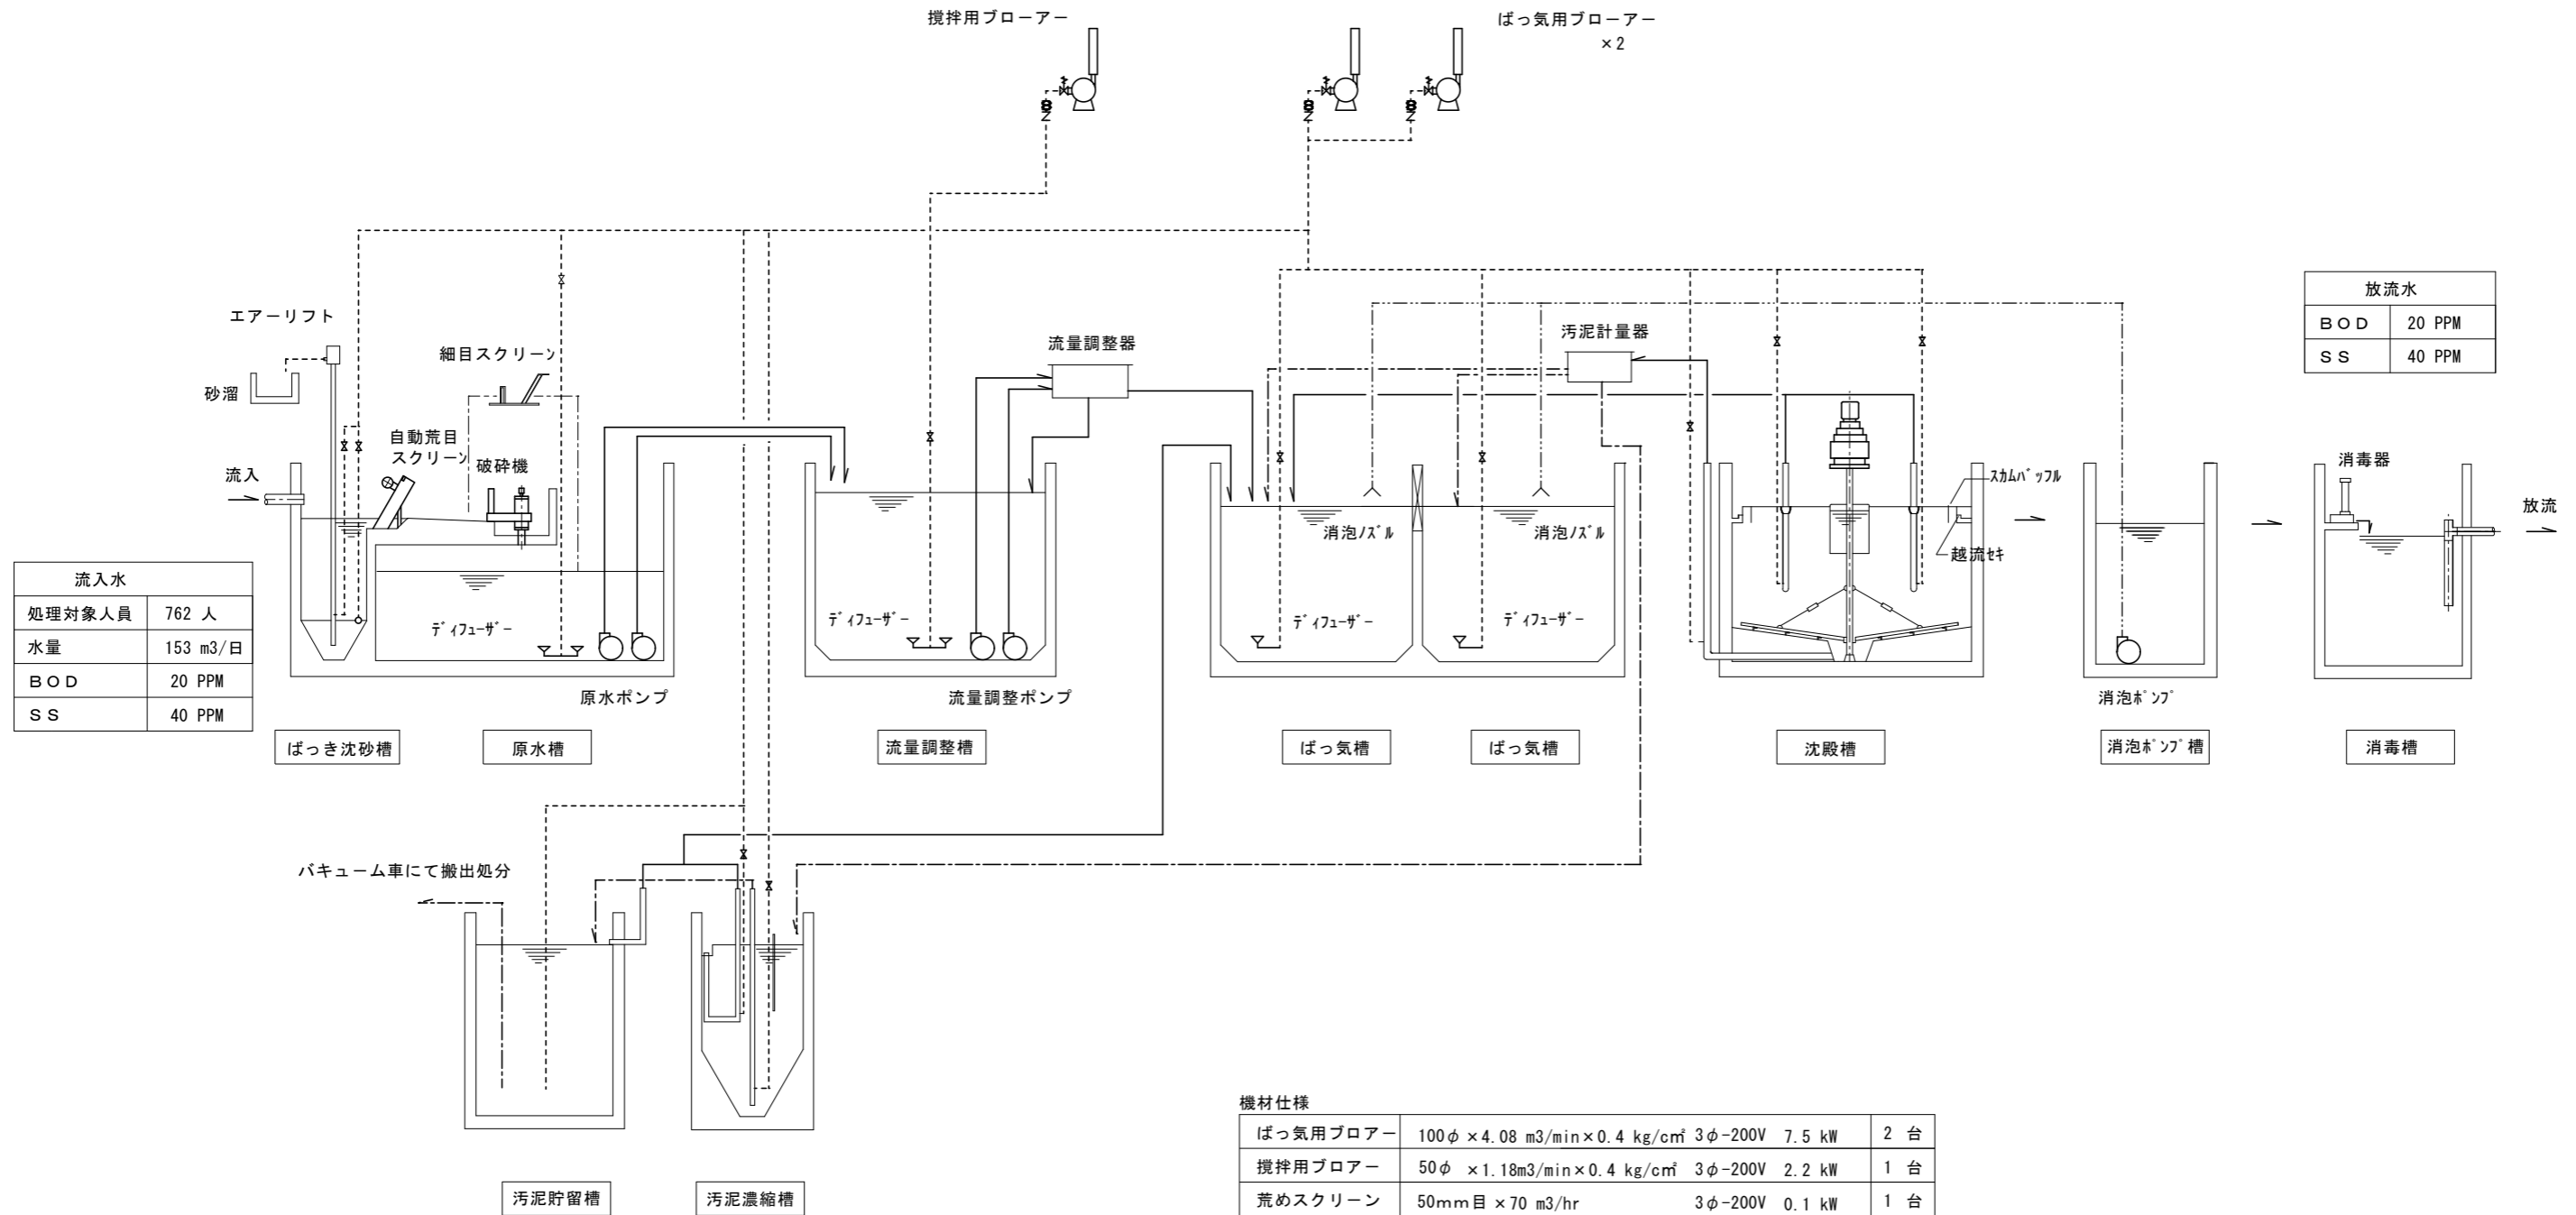 撹拌用ブローアー
ばっ気用ブローアー
×2
エアーリフト
砂溜
細目スクリーン
自動荒目
スクリーン
破砕機
流入
流量調整器
汚泥計量器
放流水
ＢＯＤ 20 PPM
ＳＳ 40 PPM
消毒器
放流
スカムバッフル
越流セキ
消泡ノズル
消泡ノズル
流入水
処理対象人員 762 人
水量 153 m3/日
ＢＯＤ 20 PPM
ＳＳ 40 PPM
ディフューザー
ディフューザー
ディフューザー
ディフューザー
原水ポンプ
流量調整ポンプ
消泡ポンプ
ばっき沈砂槽
原水槽
流量調整槽
ばっ気槽
ばっ気槽
沈殿槽
消泡ポンプ槽
消毒槽
バキューム車にて搬出処分
汚泥貯留槽
汚泥濃縮槽
機材仕様
ばっ気用ブロアー 100φ×4.08 m3/min×0.4 kg/c㎡ 3φ-200V 7.5 kW 2 台
撹拌用ブロアー 50φ ×1.18m3/min×0.4 kg/c㎡ 3φ-200V 2.2 kW 1 台
荒めスクリーン 50mm目×70 m3/hr 3φ-200V 0.1 kW 1 台